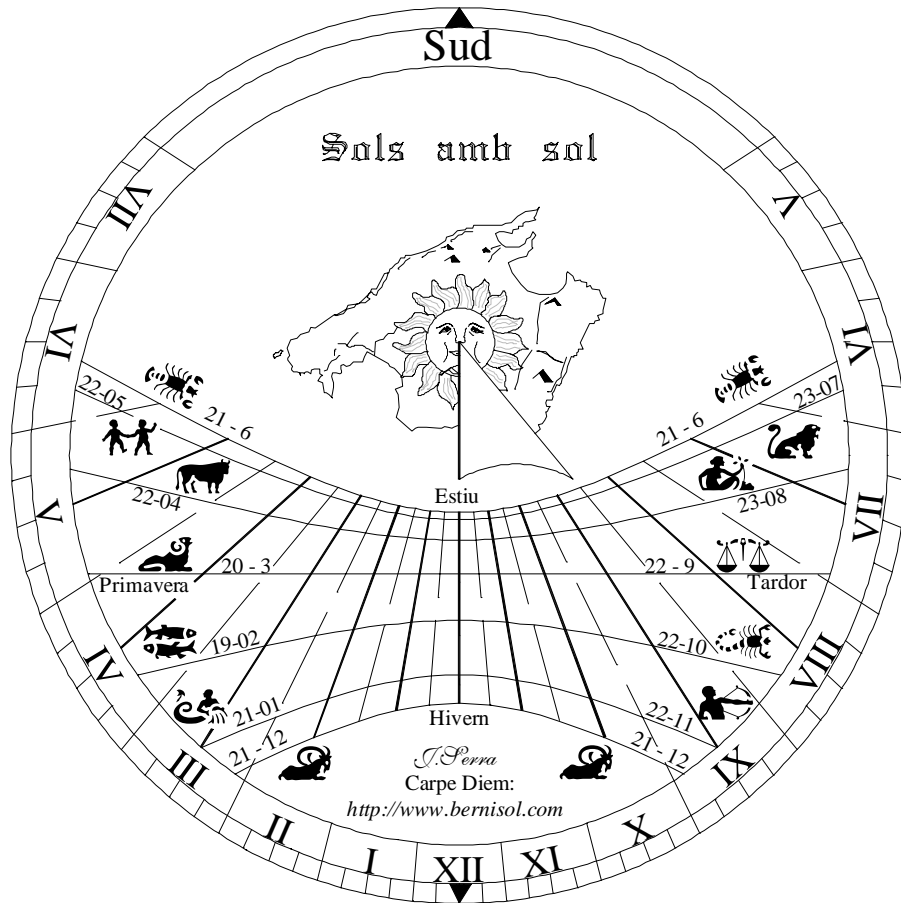 Sud
Sols amb sol
VII
V
VI
VI
22-05
21 - 6
21 - 6
23-07
22-04
Estiu
23-08
V
VII
20 - 3
22 - 9
Primavera
Tardor
19-02
22-10
IV
VIII
21-01
Hivern
22-11
21 - 12
21 - 12
III
IX
J.Serra
Carpe Diem:
http://www.bernisol.com
II
X
I
XI
XII